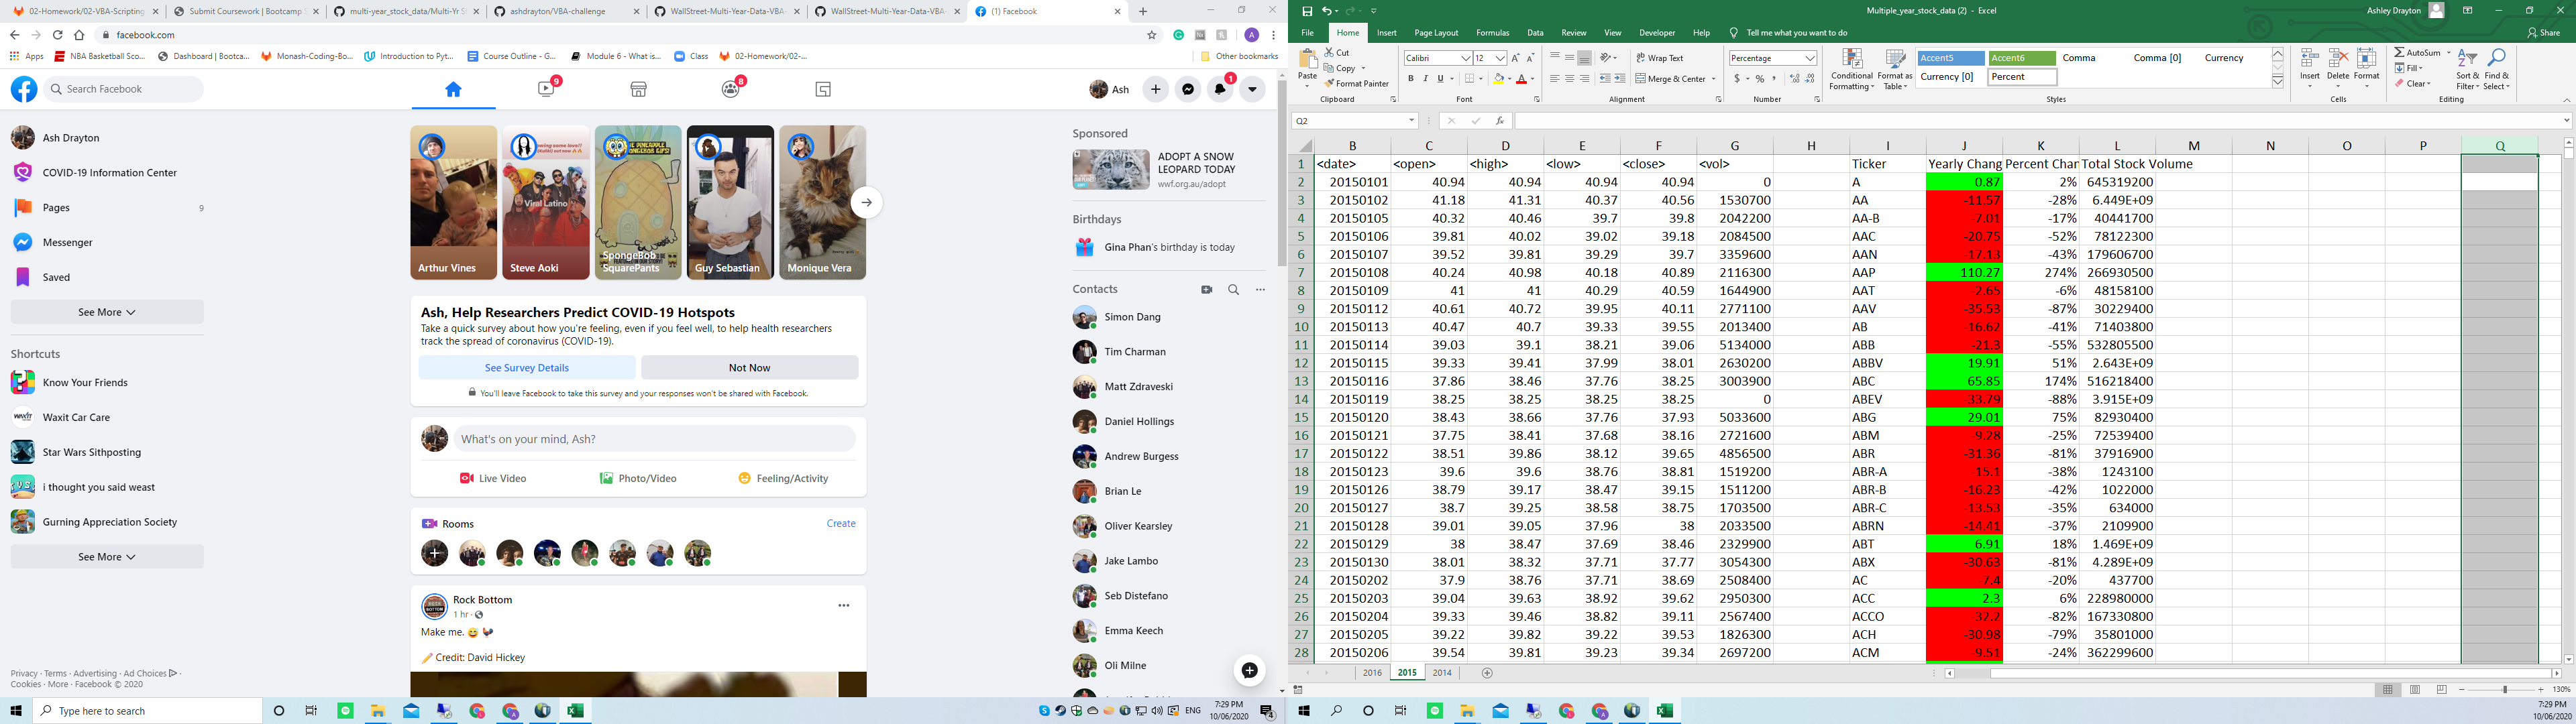 02-Homework/02-VBA-Scripting
Submit Coursework | Bootcamp
multi-year_stock_data/Multi-Yr S
ashdrayton/VBA-challenge
WallStreet-Multi-Year-Data-VBA
WallStreet-Multi-Year-Data-VBA
(1) Facebook
facebook.com
Apps
NBA Basketball Sco...
Dashboard | Bootca...
Monash-Coding-Bo...
Introduction to Pyt...
Course Outline - G...
Module 6 - What is...
Class
02-Homework/02-...
Other bookmarks
Search Facebook
9
8
Ash
1
Ash Drayton
COVID-19 Information Center
Pages 9
Messenger
Saved
See More
Shortcuts
Know Your Friends
Waxit Car Care
Star Wars Sithposting
i thought you said weast
Gurning Appreciation Society
See More
Privacy · Terms · Advertising · Ad Choices ·
Cookies · More · Facebook © 2020
Viral Latino
Arthur Vines
Steve Aoki
SpongeBob
SquarePants
Guy Sebastian
Monique Vera
Ash, Help Researchers Predict COVID-19 Hotspots
Take a quick survey about how you're feeling, even if you feel well, to help health researchers
track the spread of coronavirus (COVID-19).
See Survey Details
Not Now
You'll leave Facebook to take this survey and your responses won't be shared with Facebook.
What's on your mind, Ash?
Live Video
Photo/Video
Feeling/Activity
Rooms
Create
Rock Bottom
1 hr ·
Make me. 😅 🐓
✏️ Credit: David Hickey
Sponsored
ADOPT A SNOW
LEOPARD TODAY
wwf.org.au/adopt
Birthdays
Gina Phan's birthday is today
Contacts
Simon Dang
Tim Charman
Matt Zdraveski
Daniel Hollings
Andrew Burgess
Brian Le
Oliver Kearsley
Jake Lambo
Seb Distefano
Emma Keech
Oli Milne
Type here to search
ENG
7:29 PM
10/06/2020
4
Multiple_year_stock_data (2) - Excel
Ashley Drayton
File Home Insert Page Layout Formulas Data Review View Developer Help Tell me what you want to do
Share
Paste
Cut
Copy
Format Painter
Clipboard
Calibri 12
B I U
Font
Wrap Text
Merge & Center
Alignment
Percentage
$ % ,
Number
Conditional
Formatting
Format as
Table
Accent5 Accent6 Comma Comma [0] Currency
Currency [0] Percent
Styles
Insert Delete Format
Cells
AutoSum
Fill
Clear
Sort &
Filter
Find &
Select
Editing
Q2
fx
B C D E F G H I J K L M N O P Q
1 <date> <open> <high> <low> <close> <vol> Ticker Yearly Chang Percent Char Total Stock Volume
2 20150101 40.94 40.94 40.94 40.94 0 A 0.87 2% 645319200
3 20150102 41.18 41.31 40.37 40.56 1530700 AA -11.57 -28% 6.449E+09
4 20150105 40.32 40.46 39.7 39.8 2042200 AA-B -7.01 -17% 40441700
5 20150106 39.81 40.02 39.02 39.18 2084500 AAC -20.75 -52% 78122300
6 20150107 39.52 39.81 39.29 39.7 3359600 AAN -17.13 -43% 179606700
7 20150108 40.24 40.98 40.18 40.89 2116300 AAP 110.27 274% 266930500
8 20150109 41 41 40.29 40.59 1644900 AAT -2.65 -6% 48158100
9 20150112 40.61 40.72 39.95 40.11 2771100 AAV -35.53 -87% 30229400
10 20150113 40.47 40.7 39.33 39.55 2013400 AB -16.62 -41% 71403800
11 20150114 39.03 39.1 38.21 39.06 5134000 ABB -21.3 -55% 532805500
12 20150115 39.33 39.41 37.99 38.01 2630200 ABBV 19.91 51% 2.643E+09
13 20150116 37.86 38.46 37.76 38.25 3003900 ABC 65.85 174% 516218400
14 20150119 38.25 38.25 38.25 38.25 0 ABEV -33.79 -88% 3.915E+09
15 20150120 38.43 38.66 37.76 37.93 5033600 ABG 29.01 75% 82930400
16 20150121 37.75 38.41 37.68 38.16 2721600 ABM -9.28 -25% 72539400
17 20150122 38.51 39.86 38.12 39.65 4856500 ABR -31.36 -81% 37916900
18 20150123 39.6 39.6 38.76 38.81 1519200 ABR-A -15.1 -38% 1243100
19 20150126 38.79 39.17 38.47 39.15 1511200 ABR-B -16.23 -42% 1022000
20 20150127 38.7 39.25 38.58 38.75 1703500 ABR-C -13.53 -35% 634000
21 20150128 39.01 39.05 37.96 38 2033500 ABRN -14.41 -37% 2109900
22 20150129 38 38.47 37.69 38.46 2329900 ABT 6.91 18% 1.469E+09
23 20150130 38.01 38.32 37.71 37.77 3054300 ABX -30.63 -81% 4.289E+09
24 20150202 37.9 38.76 37.71 38.69 2508400 AC -7.4 -20% 437700
25 20150203 39.04 39.63 38.92 39.62 2950300 ACC 2.3 6% 228980000
26 20150204 39.33 39.46 38.82 39.11 2567400 ACCO -32.2 -82% 167330800
27 20150205 39.22 39.82 39.22 39.53 1826300 ACH -30.98 -79% 35801000
28 20150206 39.54 39.81 39.23 39.34 2697200 ACM -9.51 -24% 362299600
2016 2015 2014
130%
7:29 PM
10/06/2020